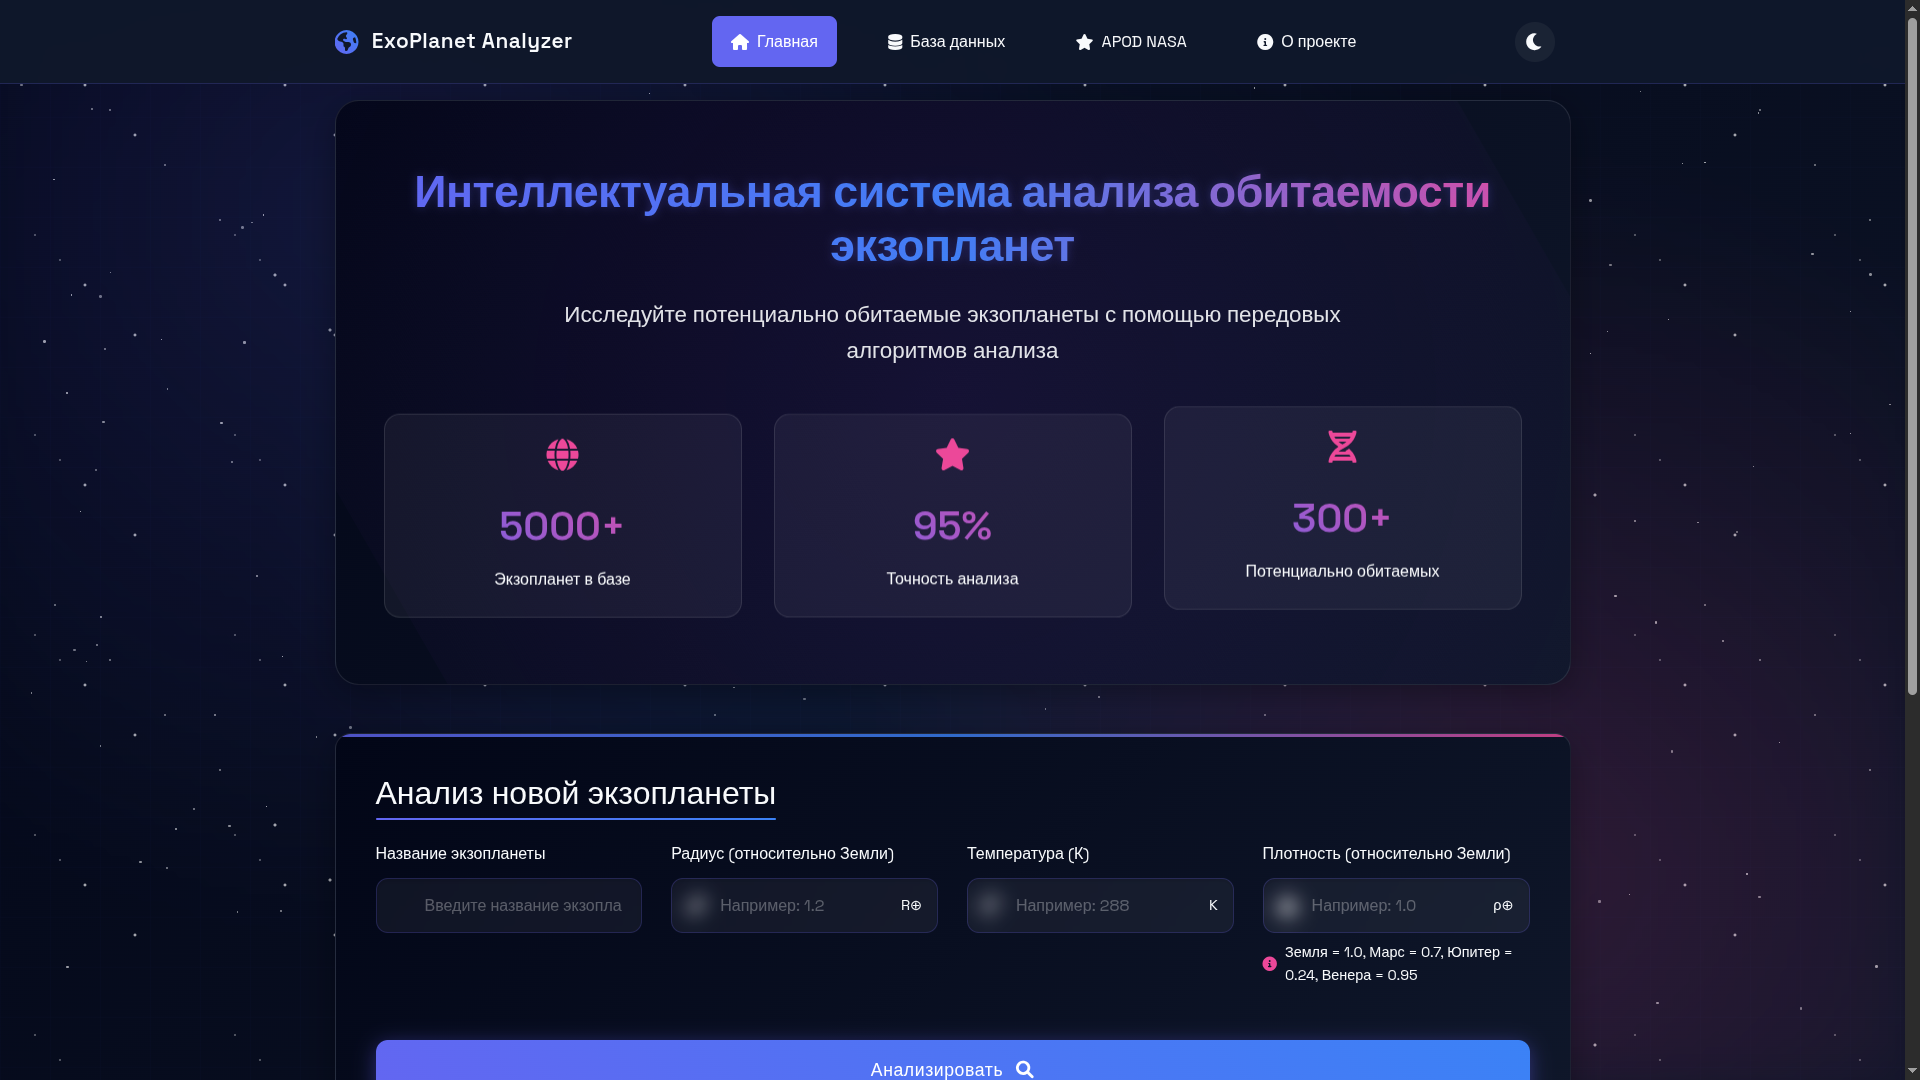 ExoPlanet Analyzer
Главная
База данных
APOD NASA
О проекте
Интеллектуальная система анализа обитаемости
экзопланет
Исследуйте потенциально обитаемые экзопланеты с помощью передовых
алгоритмов анализа
5000+
Экзопланет в базе
95%
Точность анализа
300+
Потенциально обитаемых
Анализ новой экзопланеты
Название экзопланеты
Введите название экзопла
Радиус (относительно Земли)
Например: 1.2
R⊕
Температура (К)
Например: 288
K
Плотность (относительно Земли)
Например: 1.0
ρ⊕
Земля = 1.0, Марс = 0.7, Юпитер =
0.24, Венера = 0.95
Анализировать